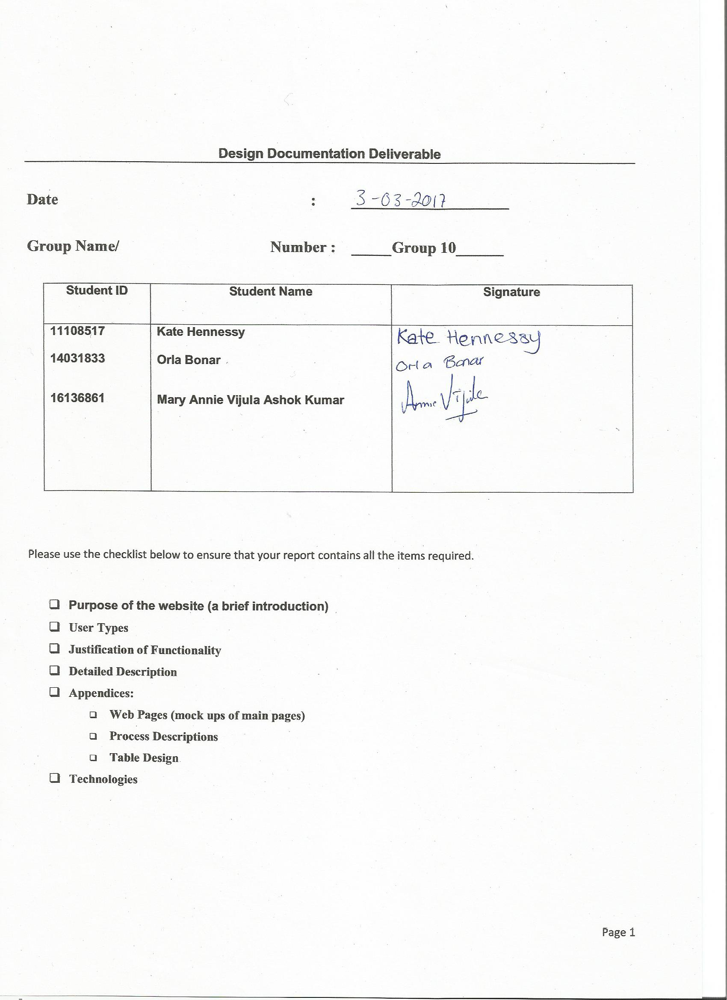 Design Documentation Deliverable
Date : 3-03-2017
Group Name/ Number : _____Group 10______
Student ID Student Name Signature
11108517 Kate Hennessy Kate Hennessy
14031833 Orla Bonar Orla Bonar
16136861 Mary Annie Vijula Ashok Kumar Annie Vijula
Please use the checklist below to ensure that your report contains all the items required.
❏ Purpose of the website (a brief introduction)
❏ User Types
❏ Justification of Functionality
❏ Detailed Description
❏ Appendices:
❏ Web Pages (mock ups of main pages)
❏ Process Descriptions
❏ Table Design
❏ Technologies
Page 1